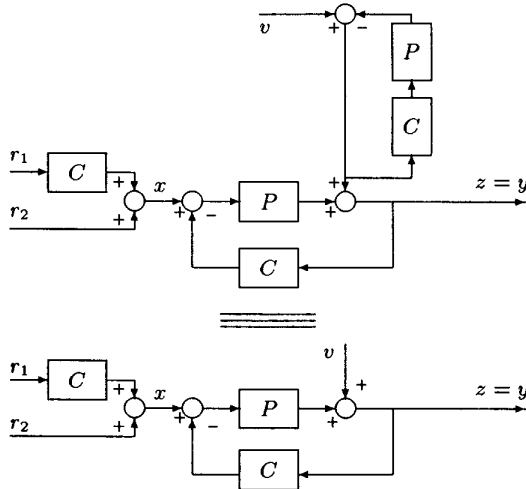 v + −
P
C
r₁ C + x + z = y
r₂ + + − P +
C
v
r₁ C + x P + z = y
r₂ + + − +
C